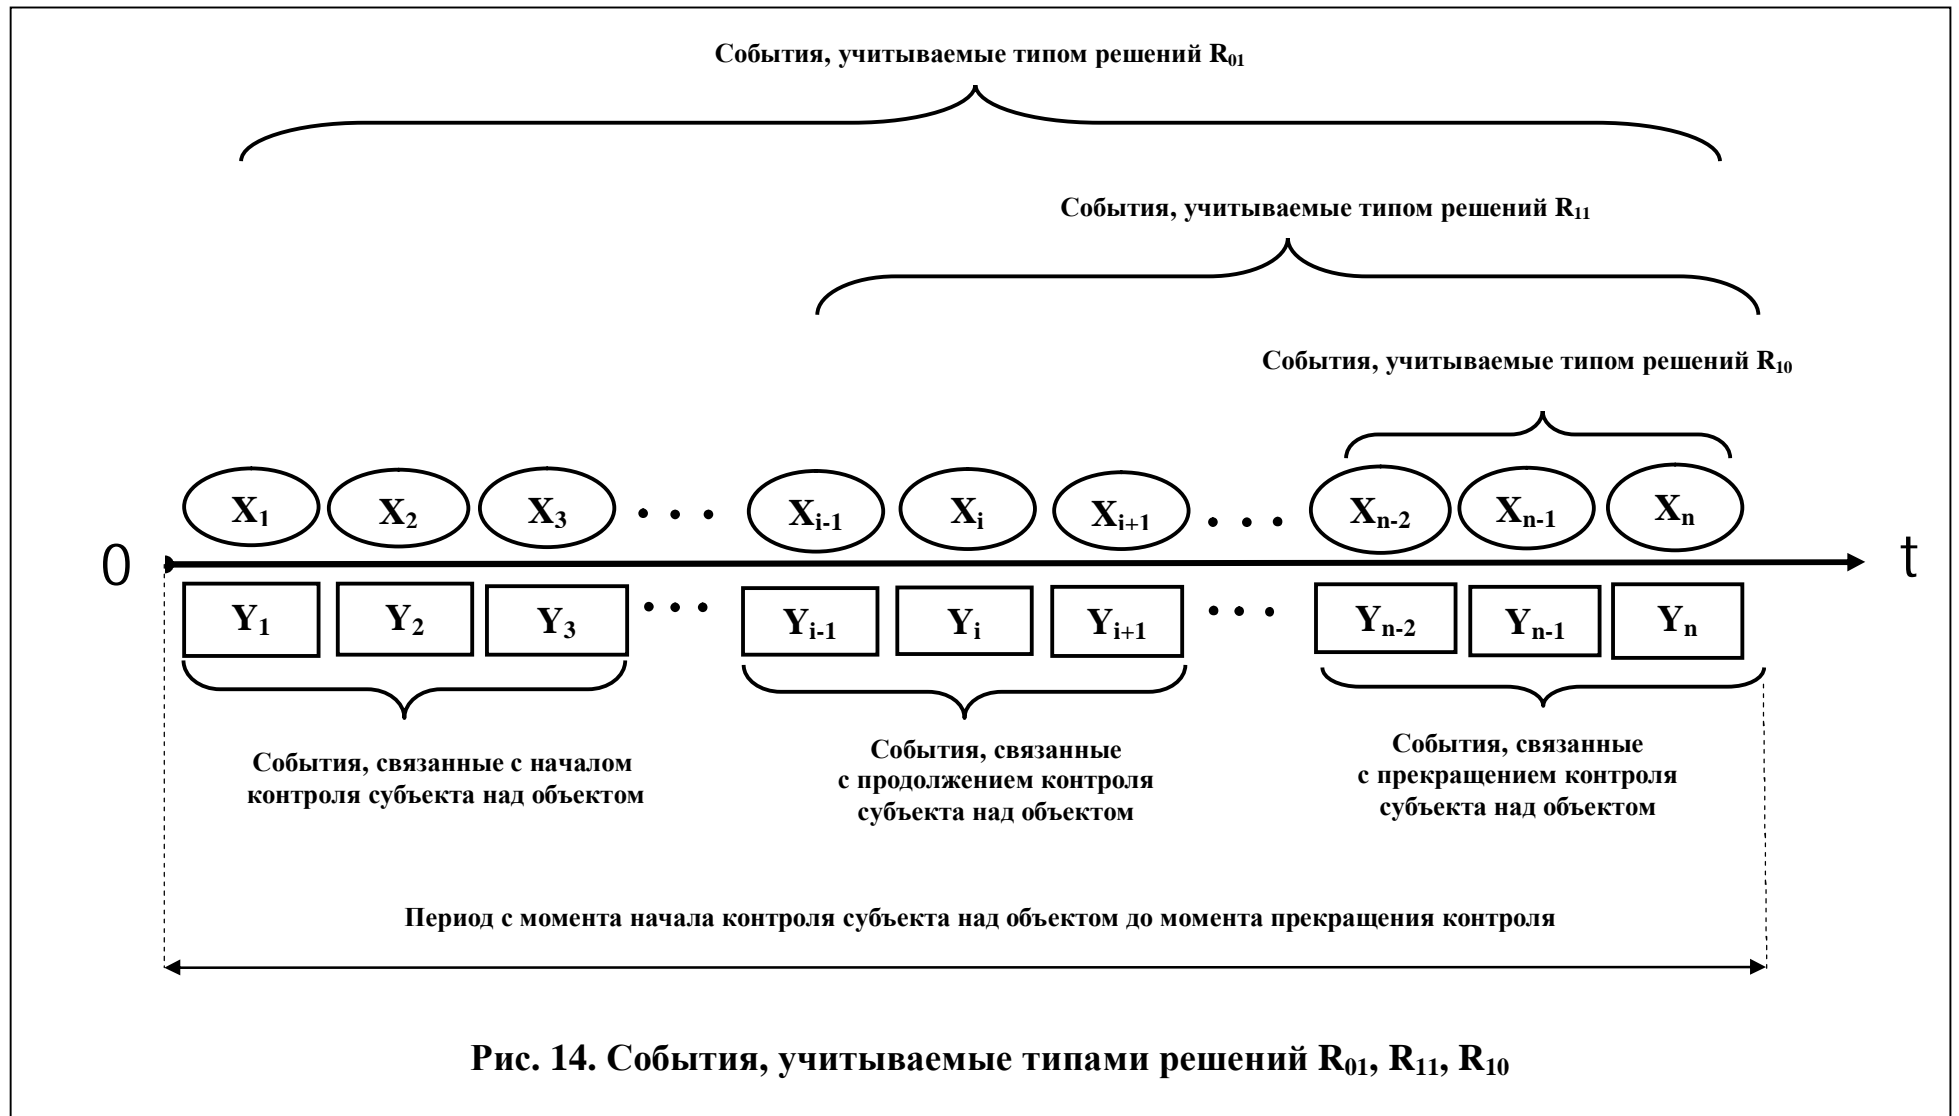 События, учитываемые типом решений R01
События, учитываемые типом решений R11
События, учитываемые типом решений R10
X1 X2 X3 • • • Xi-1 Xi Xi+1 • • • Xn-2 Xn-1 Xn
0 t
Y1 Y2 Y3 • • • Yi-1 Yi Yi+1 • • • Yn-2 Yn-1 Yn
События, связанные с началом
контроля субъекта над объектом
События, связанные
с продолжением контроля
субъекта над объектом
События, связанные
с прекращением контроля
субъекта над объектом
Период с момента начала контроля субъекта над объектом до момента прекращения контроля
Рис. 14. События, учитываемые типами решений R01, R11, R10